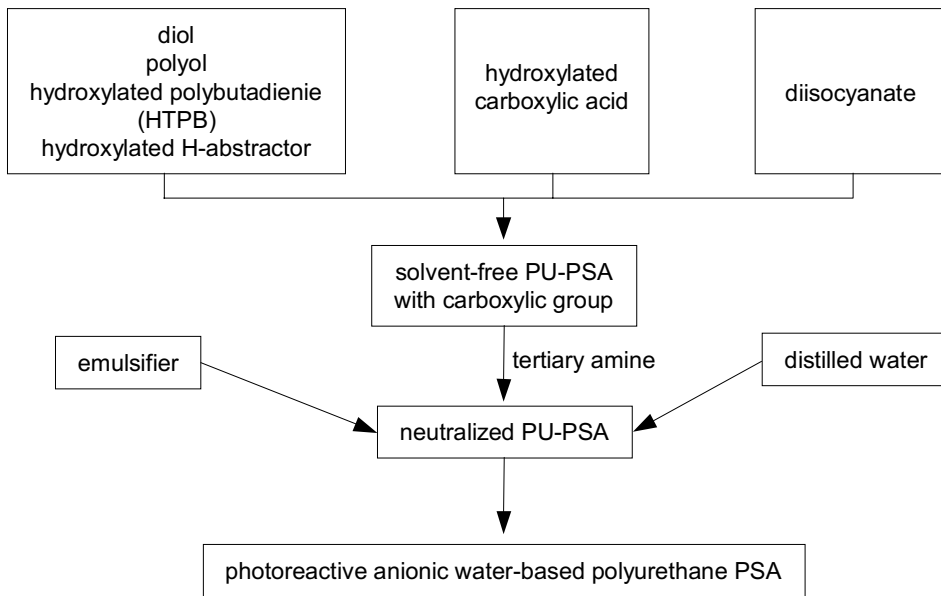 diol
polyol
hydroxylated polybutadienie
(HTPB)
hydroxylated H-abstractor
hydroxylated
carboxylic acid
diisocyanate
solvent-free PU-PSA
with carboxylic group
emulsifier
tertiary amine
distilled water
neutralized PU-PSA
photoreactive anionic water-based polyurethane PSA